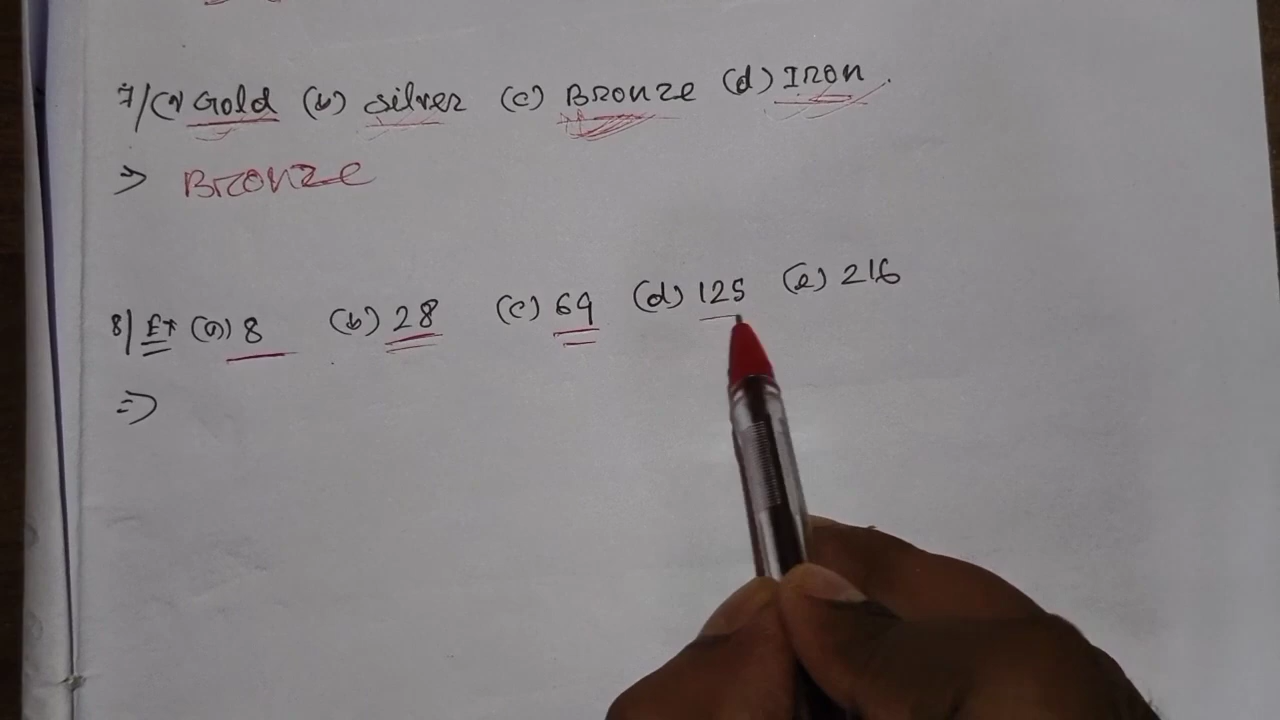 7/ (a) Gold (b) silver (c) Bronze (d) Iron.
⇒ Bronze
8/ Ex (a) 8 (b) 28 (c) 64 (d) 125 (e) 216
⇒